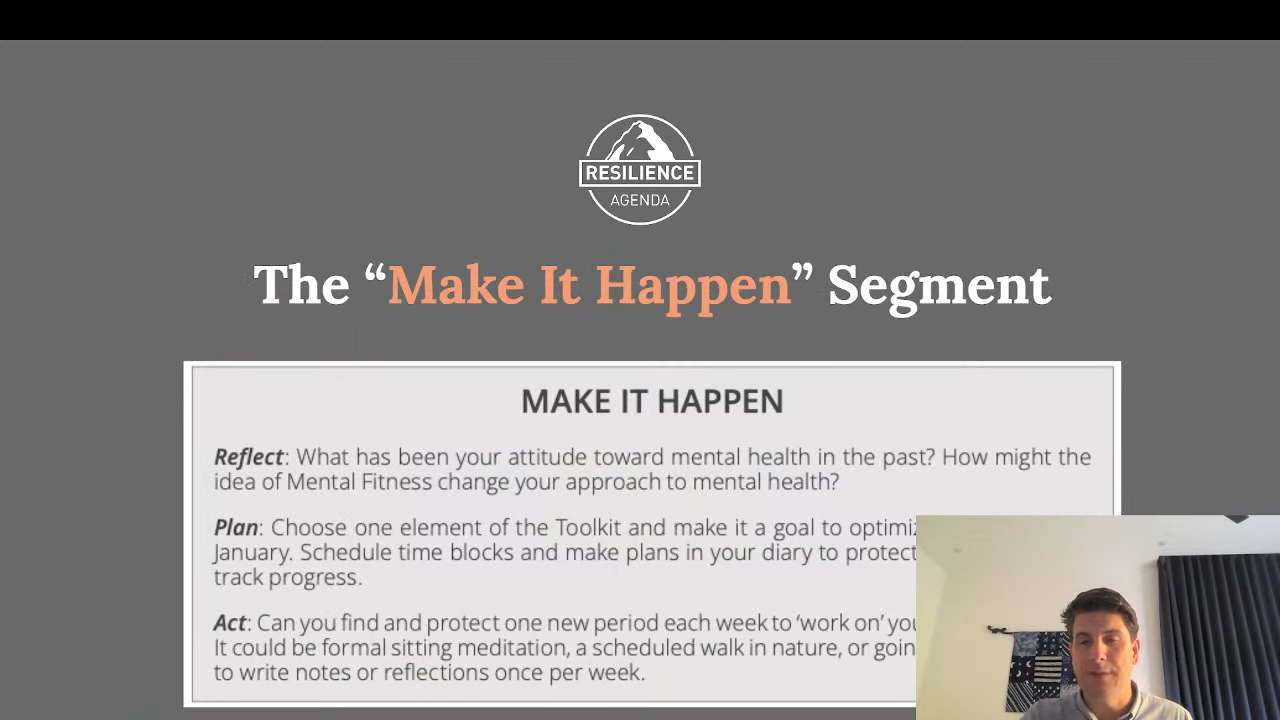 RESILIENCE
AGENDA
The “Make It Happen” Segment
MAKE IT HAPPEN
Reflect: What has been your attitude toward mental health in the past? How might the
idea of Mental Fitness change your approach to mental health?
Plan: Choose one element of the Toolkit and make it a goal to
January. Schedule time blocks and make plans in your diary to protect
track progress.
Act: Can you find and protect one new period each week to ‘work on’
It could be formal sitting meditation, a scheduled walk in nature, or
to write notes or reflections once per week.